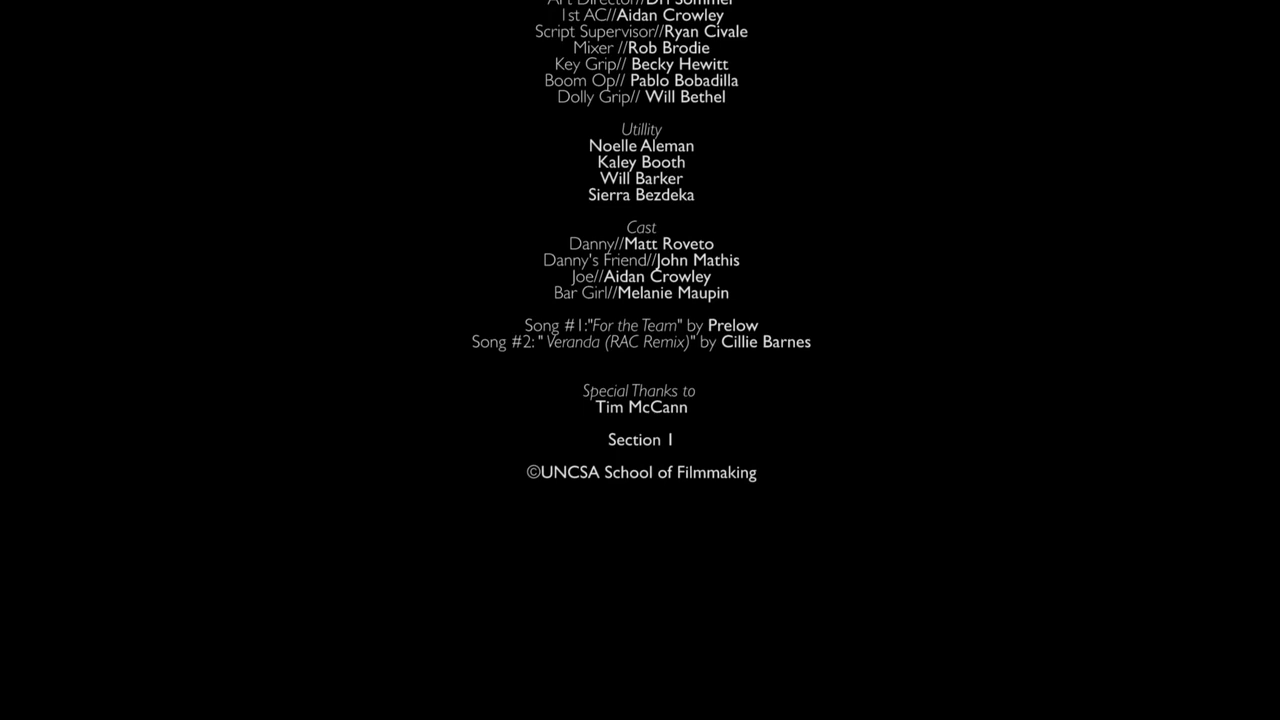 Art Director//
1st AC//Aidan Crowley
Script Supervisor//Ryan Civale
Mixer //Rob Brodie
Key Grip// Becky Hewitt
Boom Op// Pablo Bobadilla
Dolly Grip// Will Bethel
Utillity
Noelle Aleman
Kaley Booth
Will Barker
Sierra Bezdeka
Cast
Danny//Matt Roveto
Danny's Friend//John Mathis
Joe//Aidan Crowley
Bar Girl//Melanie Maupin
Song #1:"For the Team" by Prelow
Song #2: " Veranda (RAC Remix)" by Cillie Barnes
Special Thanks to
Tim McCann
Section 1
©UNCSA School of Filmmaking